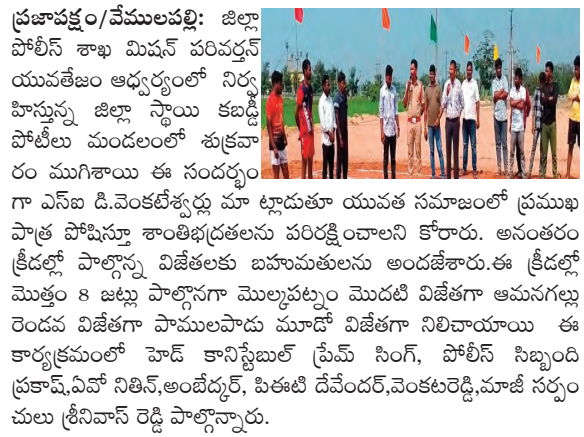 ప్రజాపక్షం/వేములపల్లి: జిల్లా
పోలీస్ శాఖ మిషన్ పరివర్తన్
యువతేజం ఆధ్వర్యంలో నిర్వ
హిస్తున్న జిల్లా స్థాయి కబడ్డీ
పోటీలు మండలంలో శుక్రవా
రం ముగిశాయి ఈ సందర్భం
గా ఎస్ఐ డి.వెంకటేశ్వర్లు మా ట్లాడుతూ యువత సమాజంలో ప్రముఖ
పాత్ర పోషిస్తూ శాంతిభద్రతలను పరిరక్షించాలని కోరారు. అనంతరం
క్రీడల్లో పాల్గొన్న విజేతలకు బహుమతులను అందజేశారు.ఈ క్రీడల్లో
మొత్తం 8 జట్లు పాల్గొనగా మొల్కపట్నం మొదటి విజేతగా ఆమనగల్లు
రెండవ విజేతగా పాములపాడు మూడో విజేతగా నిలిచాయాయి ఈ
కార్యక్రమంలో హెడ్ కానిస్టేబుల్ ప్రేమ్ సింగ్, పోలీస్ సిబ్బంది
ప్రకాష్,ఏవో నితిన్,అంబేద్కర్, పిఈటి దేవేందర్,వెంకటరెడ్డి,మాజీ సర్పం
చులు శ్రీనివాస్ రెడ్డి పాల్గొన్నారు.